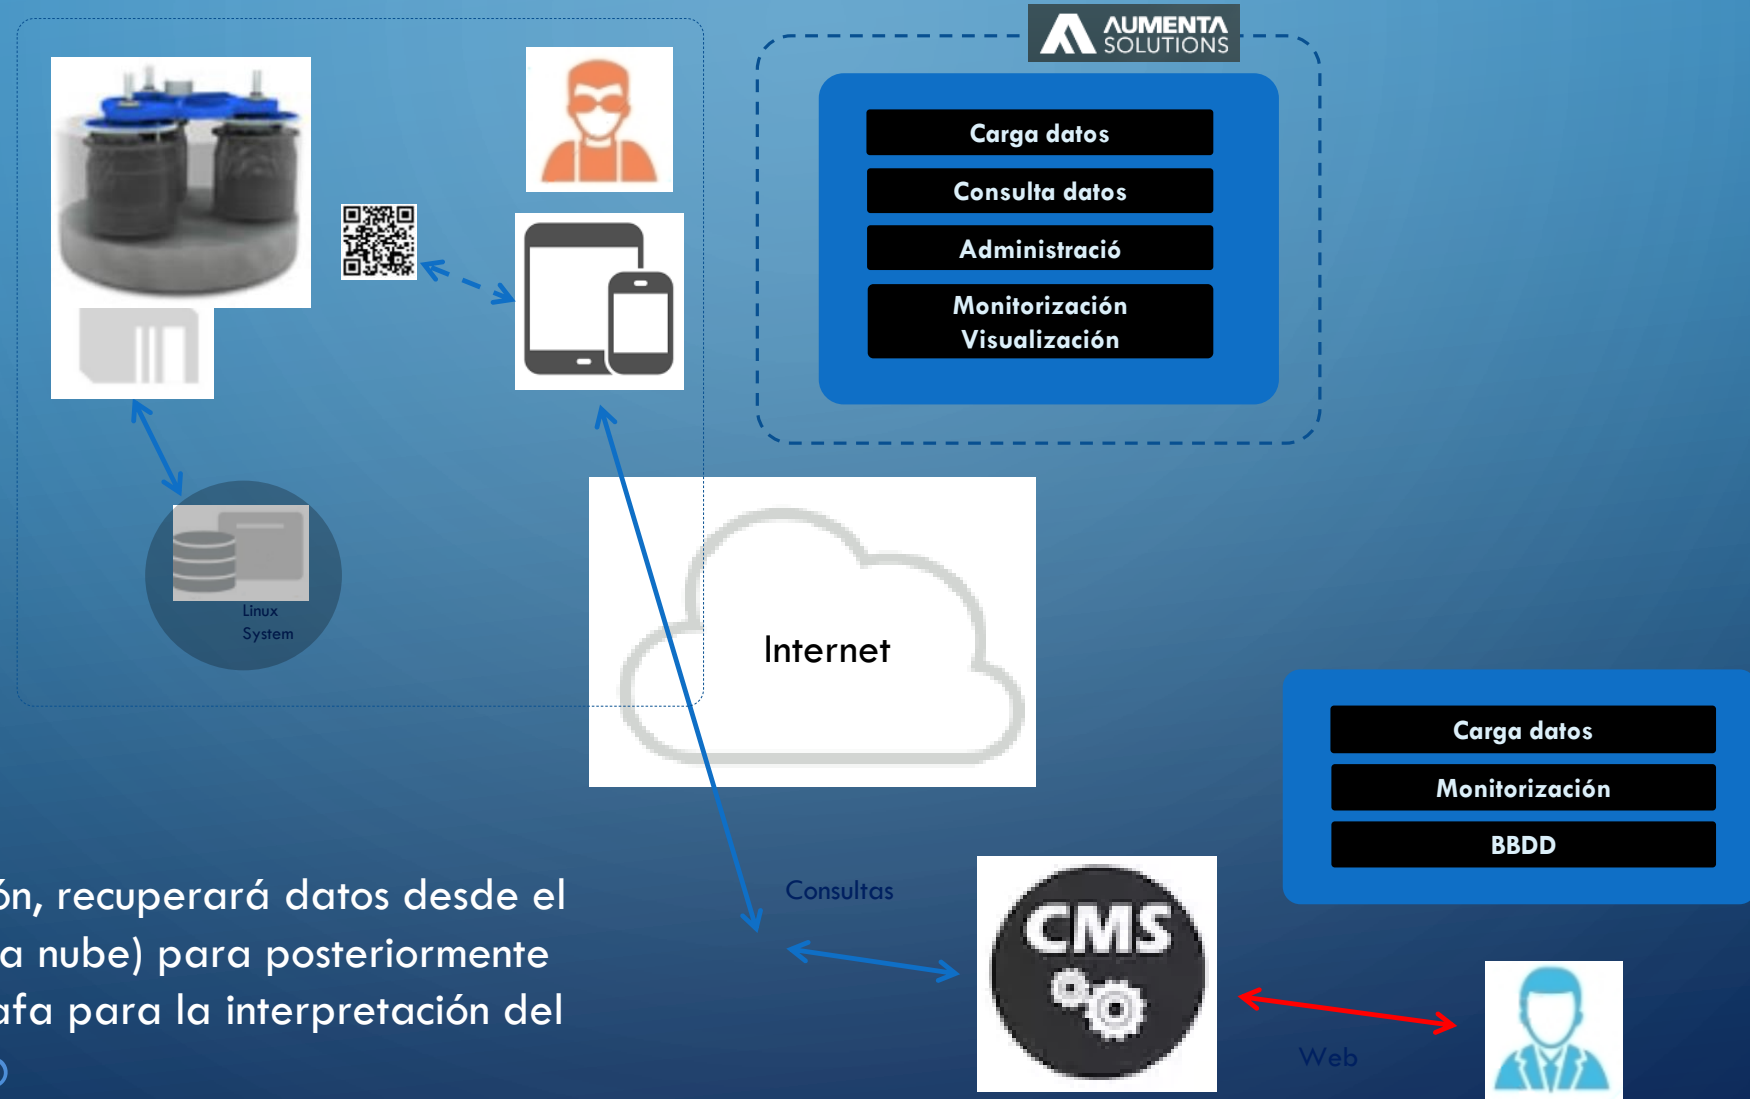 AUMENTA
SOLUTIONS
Carga datos
Consulta datos
Administració
Monitorización
Visualización
Linux
System
Internet
Carga datos
Monitorización
BBDD
ón, recuperará datos desde el
a nube) para posteriormente
afa para la interpretación del
Consultas
CMS
Web